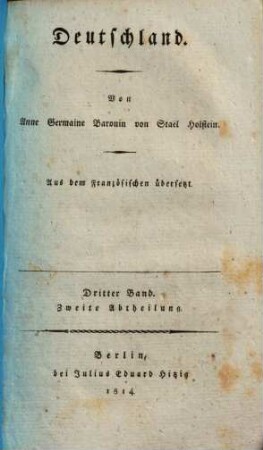 Deutschland.
Von
Anne Germaine Baronin von Stael Holstein.
Aus dem Französischen übersetzt
Dritter Band.
Zweite Abtheilung
Berlin,
bei Julius Eduard Hitzig
1814